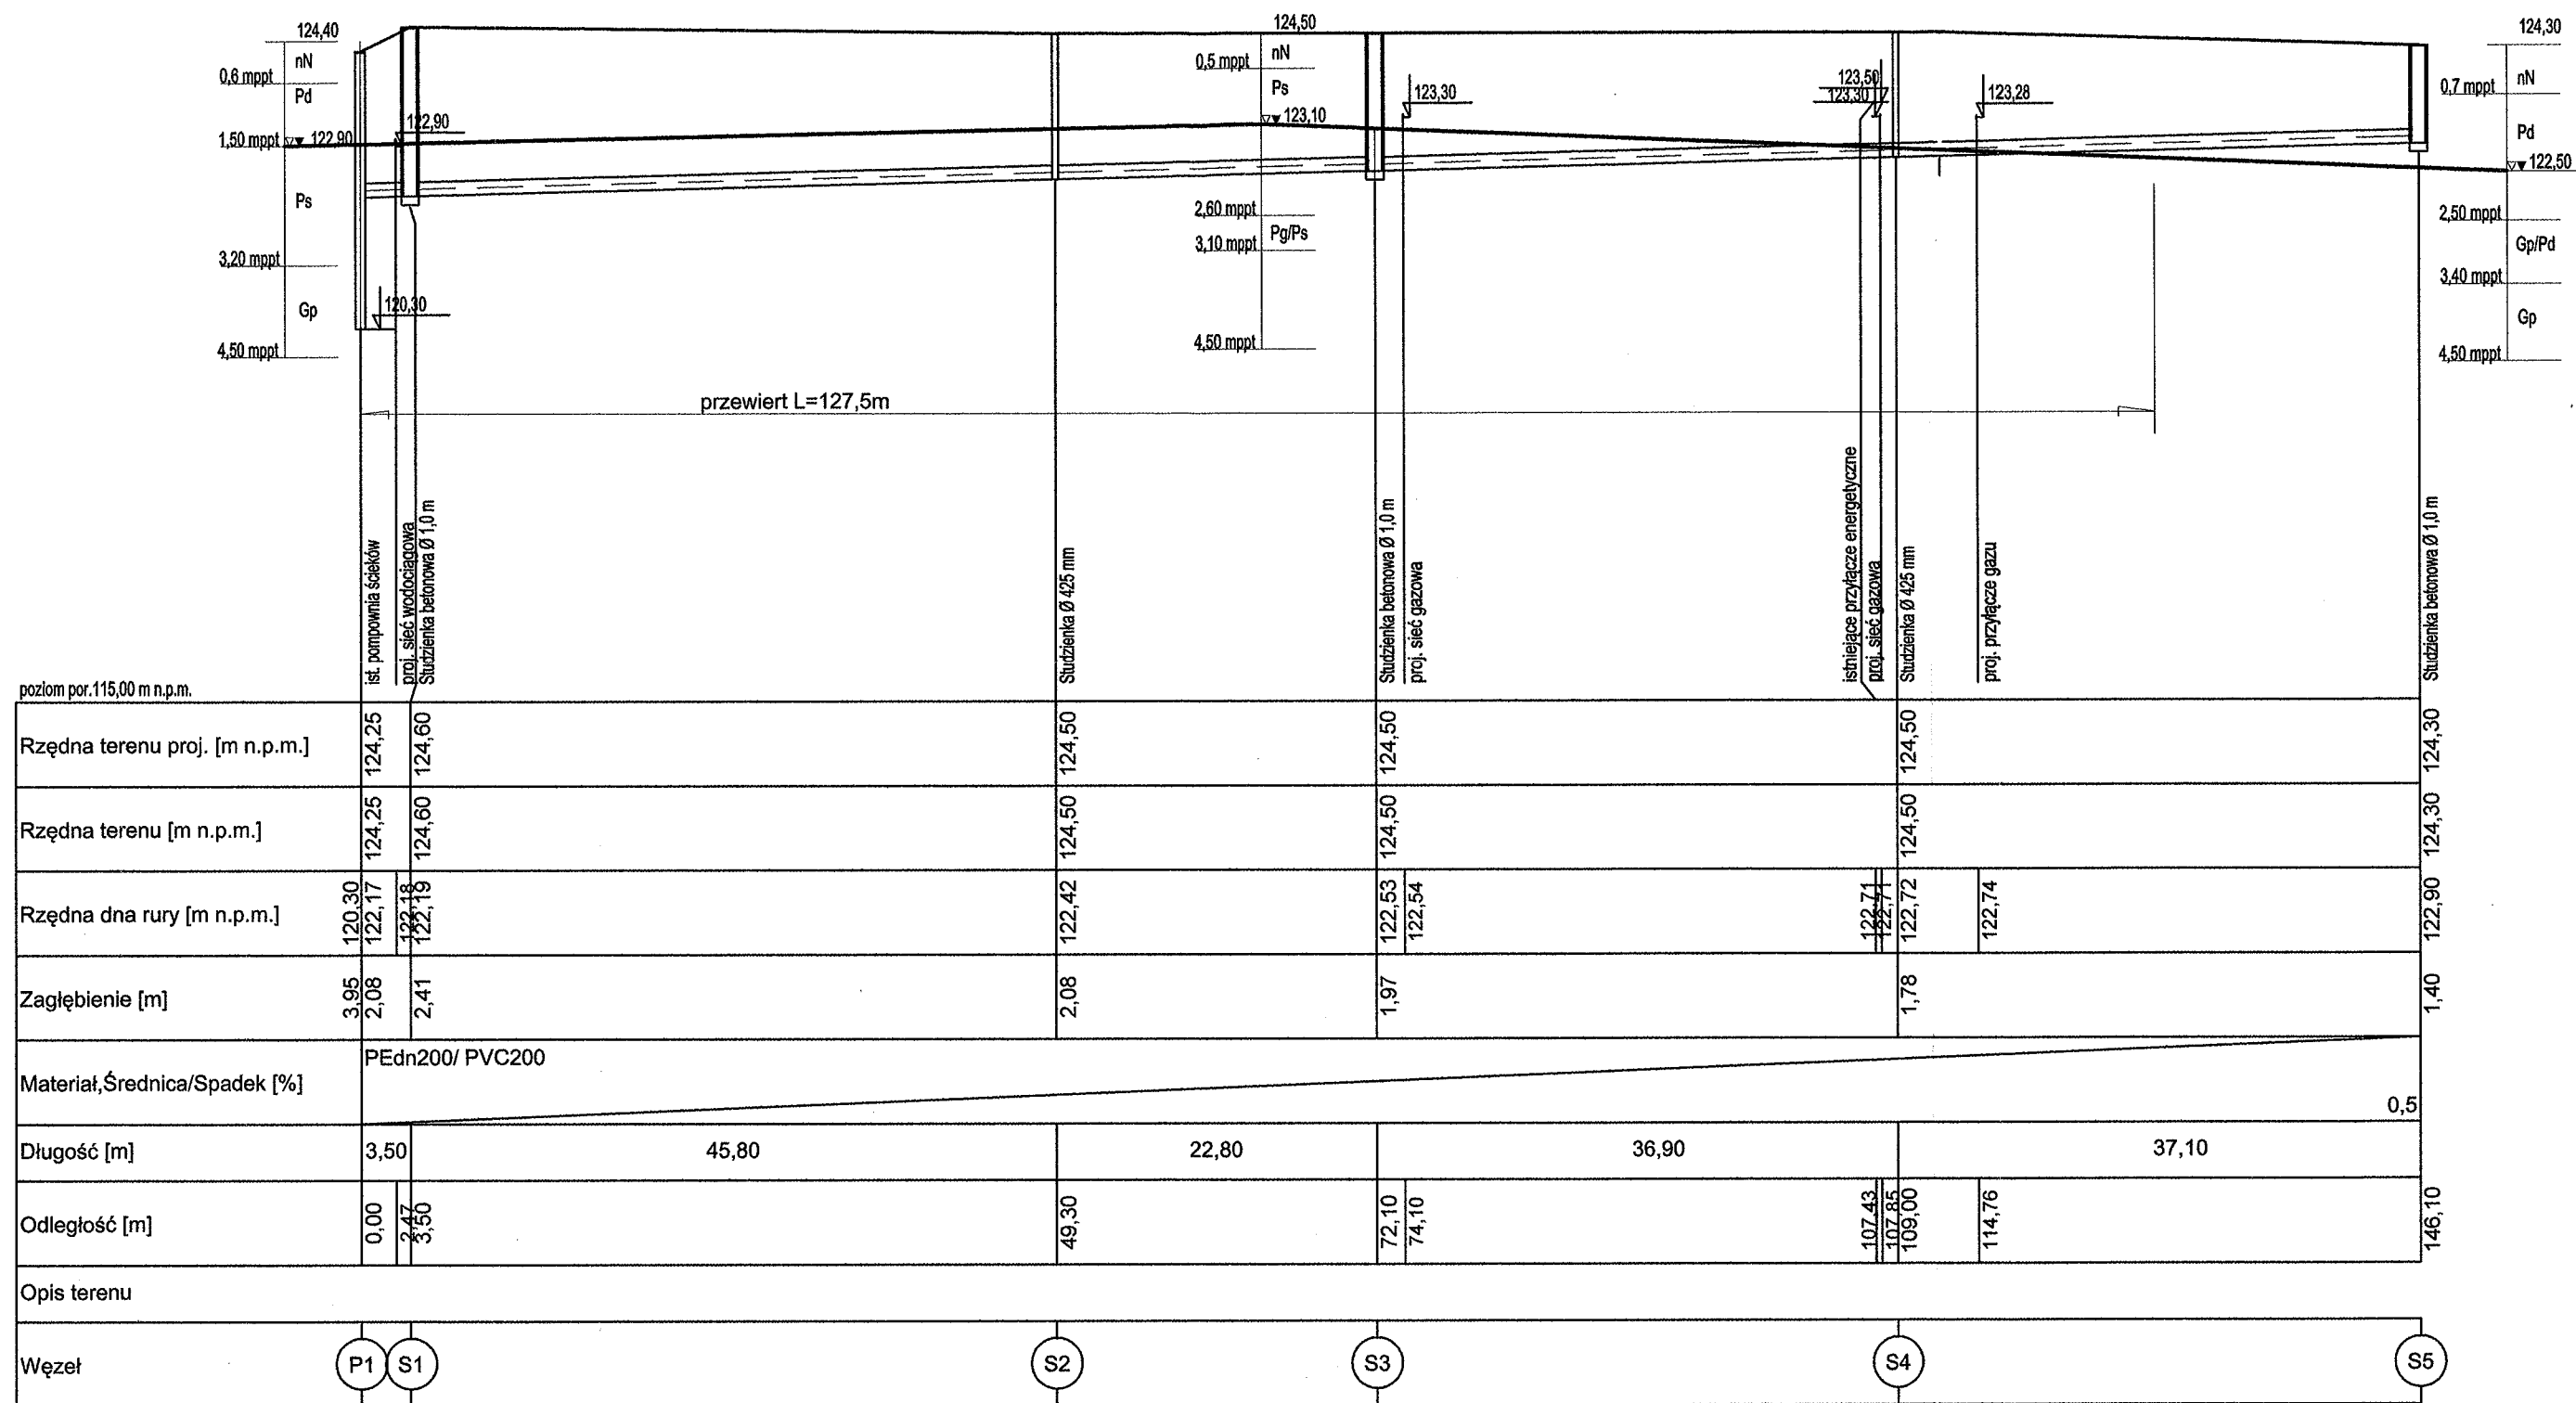 124,40
nN
0,6 mppt
Pd
1,50 mppt
122,90
122,90
Ps
3,20 mppt
Gp
120,30
4,50 mppt
124,50
nN
0,5 mppt
Ps
123,10
2,60 mppt
3,10 mppt
Pg/Ps
4,50 mppt
123,30
123,50
123,30
123,28
124,30
nN
0,7 mppt
Pd
122,50
2,50 mppt
Gp/Pd
3,40 mppt
Gp
4,50 mppt
przewiert L=127,5m
ist. pompownia ścieków
proj. sieć wodociągowa
Studzienka betonowa Ø 1,0 m
Studzienka Ø 425 mm
Studzienka betonowa Ø 1,0 m
proj. sieć gazowa
istniejące przyłącze energetyczne
proj. sieć gazowa
Studzienka Ø 425 mm
proj. przyłącze gazu
Studzienka betonowa Ø 1,0 m
poziom por.115,00 m n.p.m.
Rzędna terenu proj. [m n.p.m.] 124,25 124,60 124,50 124,50 124,50 124,30
Rzędna terenu [m n.p.m.] 124,25 124,60 124,50 124,50 124,50 124,30
Rzędna dna rury [m n.p.m.] 120,30 122,17 122,18 122,19 122,42 122,53 122,54 122,71 122,71 122,72 122,74 122,90
Zagłębienie [m] 3,95 2,08 2,41 2,08 1,97 1,78 1,40
PEdn200/ PVC200
Materiał,Średnica/Spadek [%]
0,5
Długość [m] 3,50 45,80 22,80 36,90 37,10
Odległość [m] 0,00 2,47 3,50 49,30 72,10 74,10 107,43 107,85 109,00 114,76 146,10
Opis terenu
Węzeł P1 S1 S2 S3 S4 S5